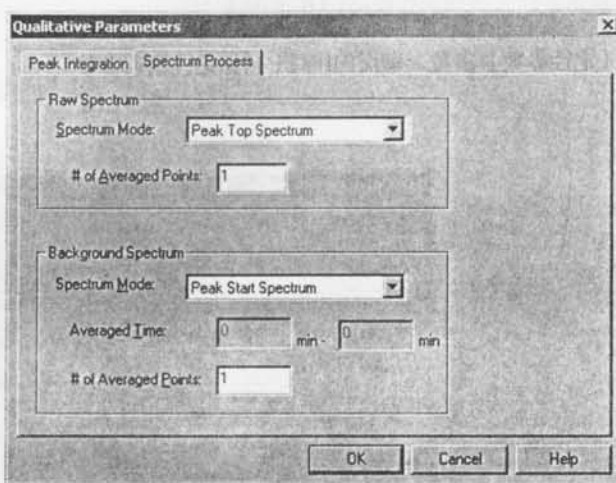 Qualitative Parameters
Peak Integration Spectrum Process
Raw Spectrum
Spectrum Mode: Peak Top Spectrum
# of Averaged Points: 1
Background Spectrum
Spectrum Mode: Peak Start Spectrum
Averaged Time: 0 min - 0 min
# of Averaged Points: 1
OK Cancel Help